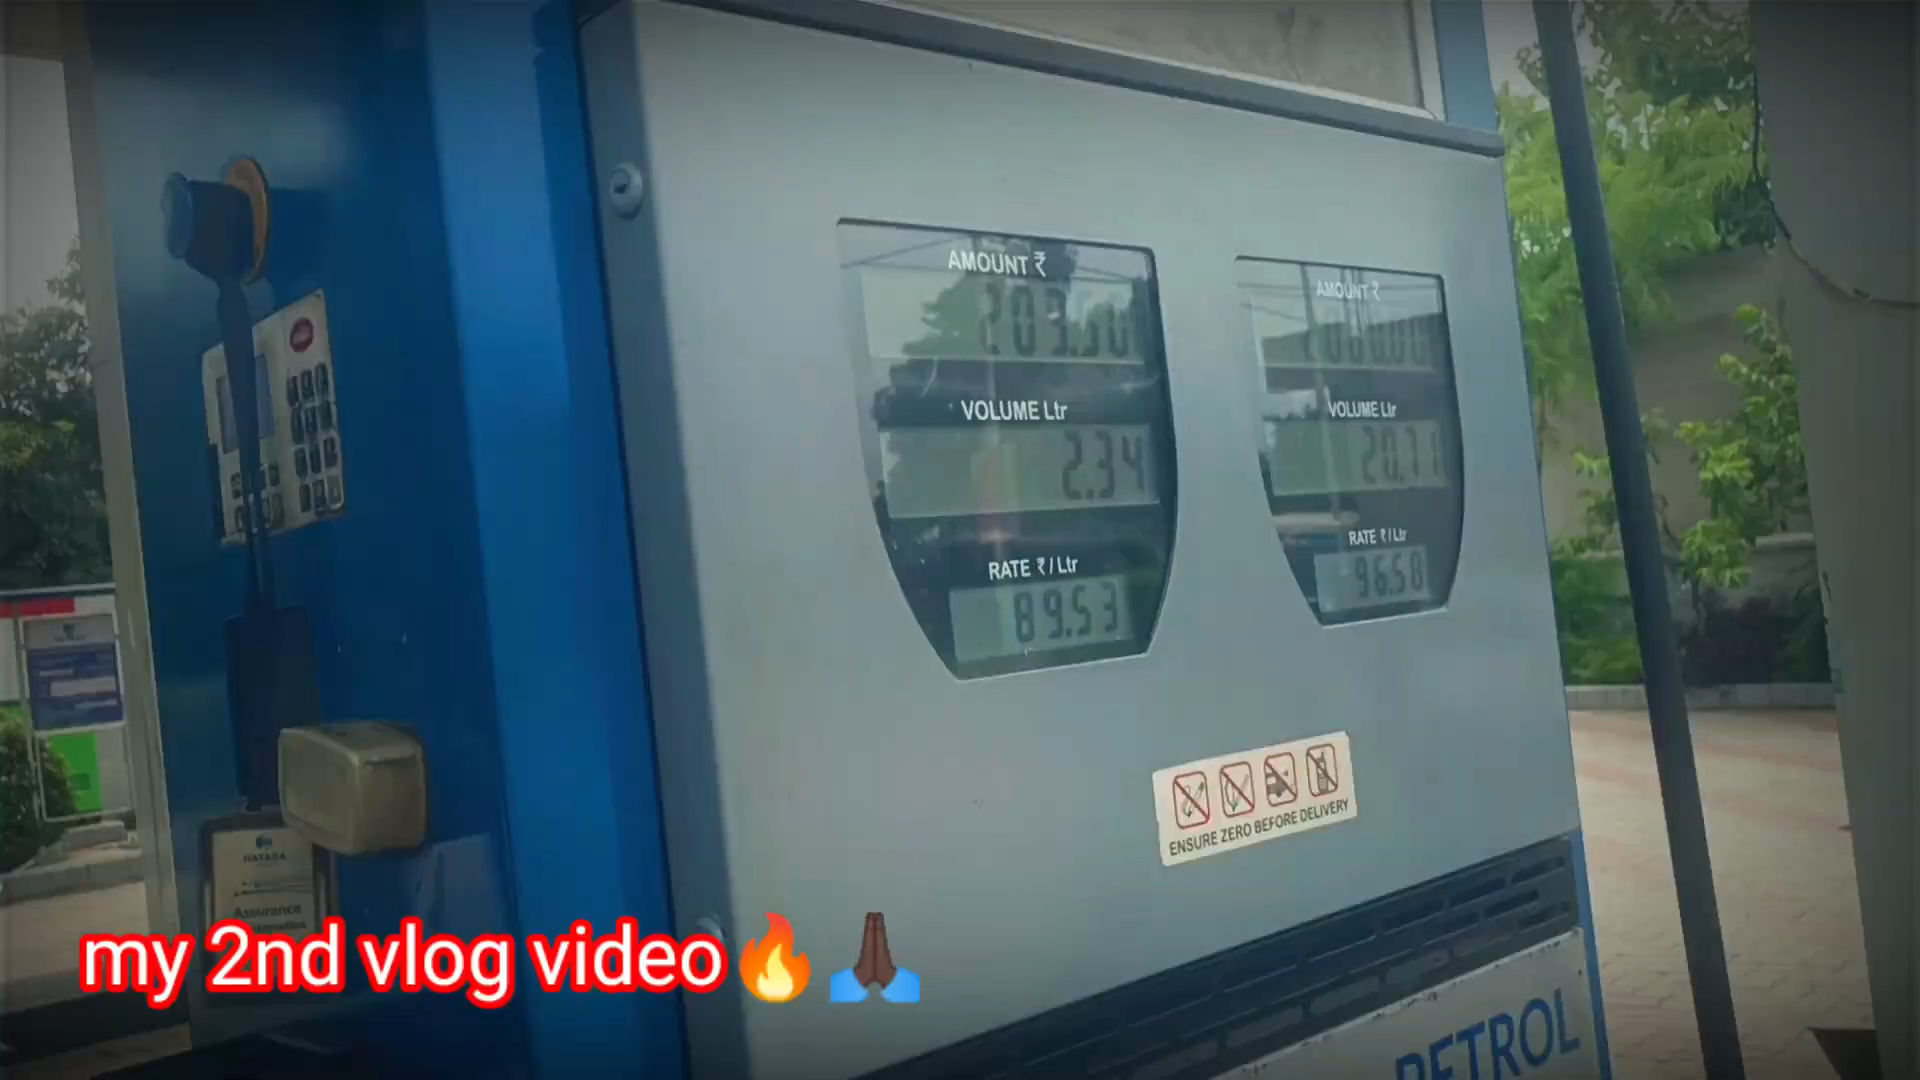 AMOUNT ₹
VOLUME Ltr
2.34
RATE ₹/Ltr
89.53
AMOUNT ₹
VOLUME Ltr
RATE ₹/Ltr
96.58
ENSURE ZERO BEFORE DELIVERY
Assurance
PETROL
my 2nd vlog video🔥🙏🏿